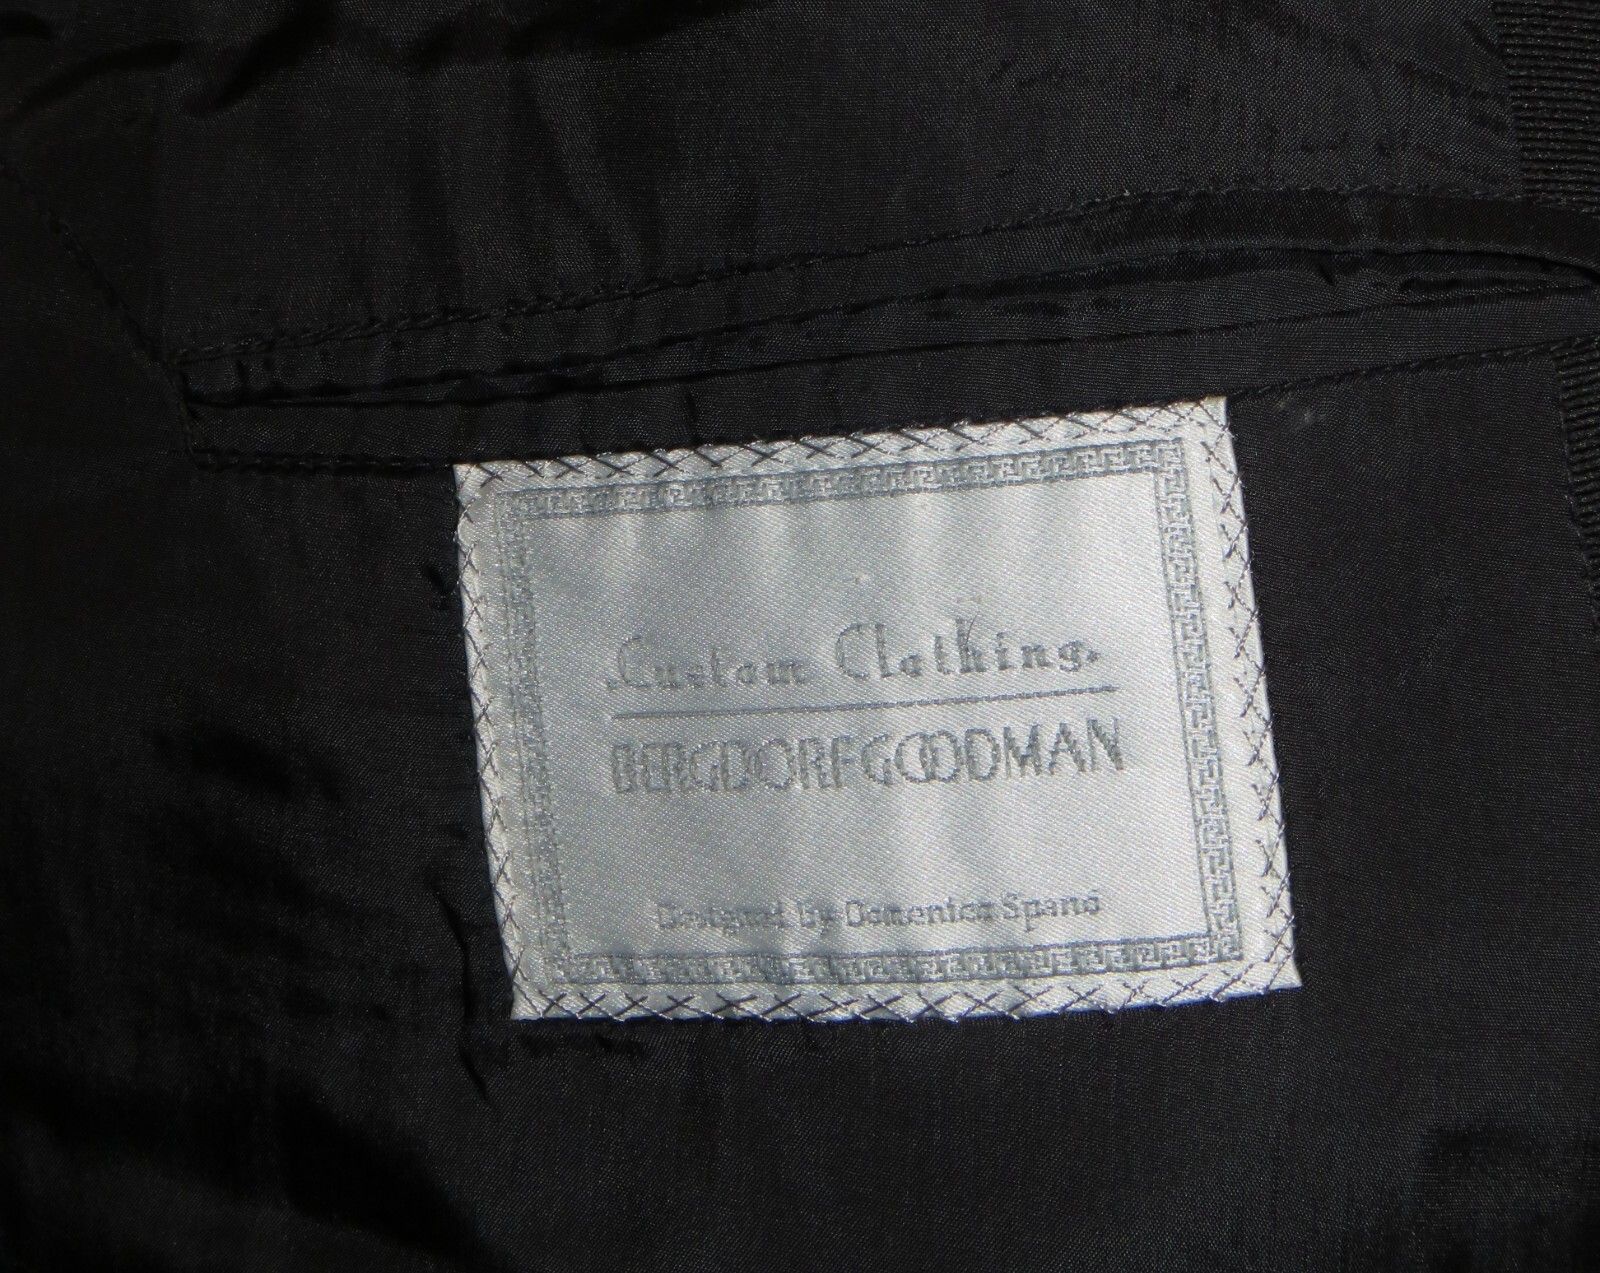 Custom Clothing
BERGDORF GOODMAN
Designed by Domenico Spano